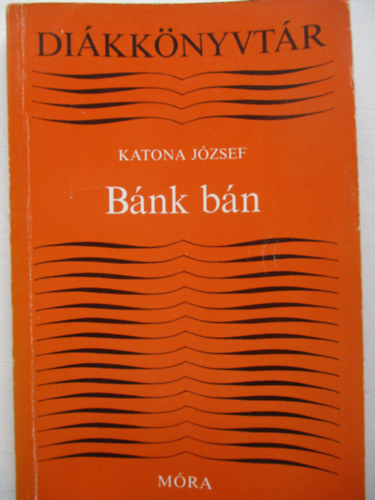 DIÁKKÖNYVTÁR
KATONA JÓZSEF
Bánk bán
MÓRA